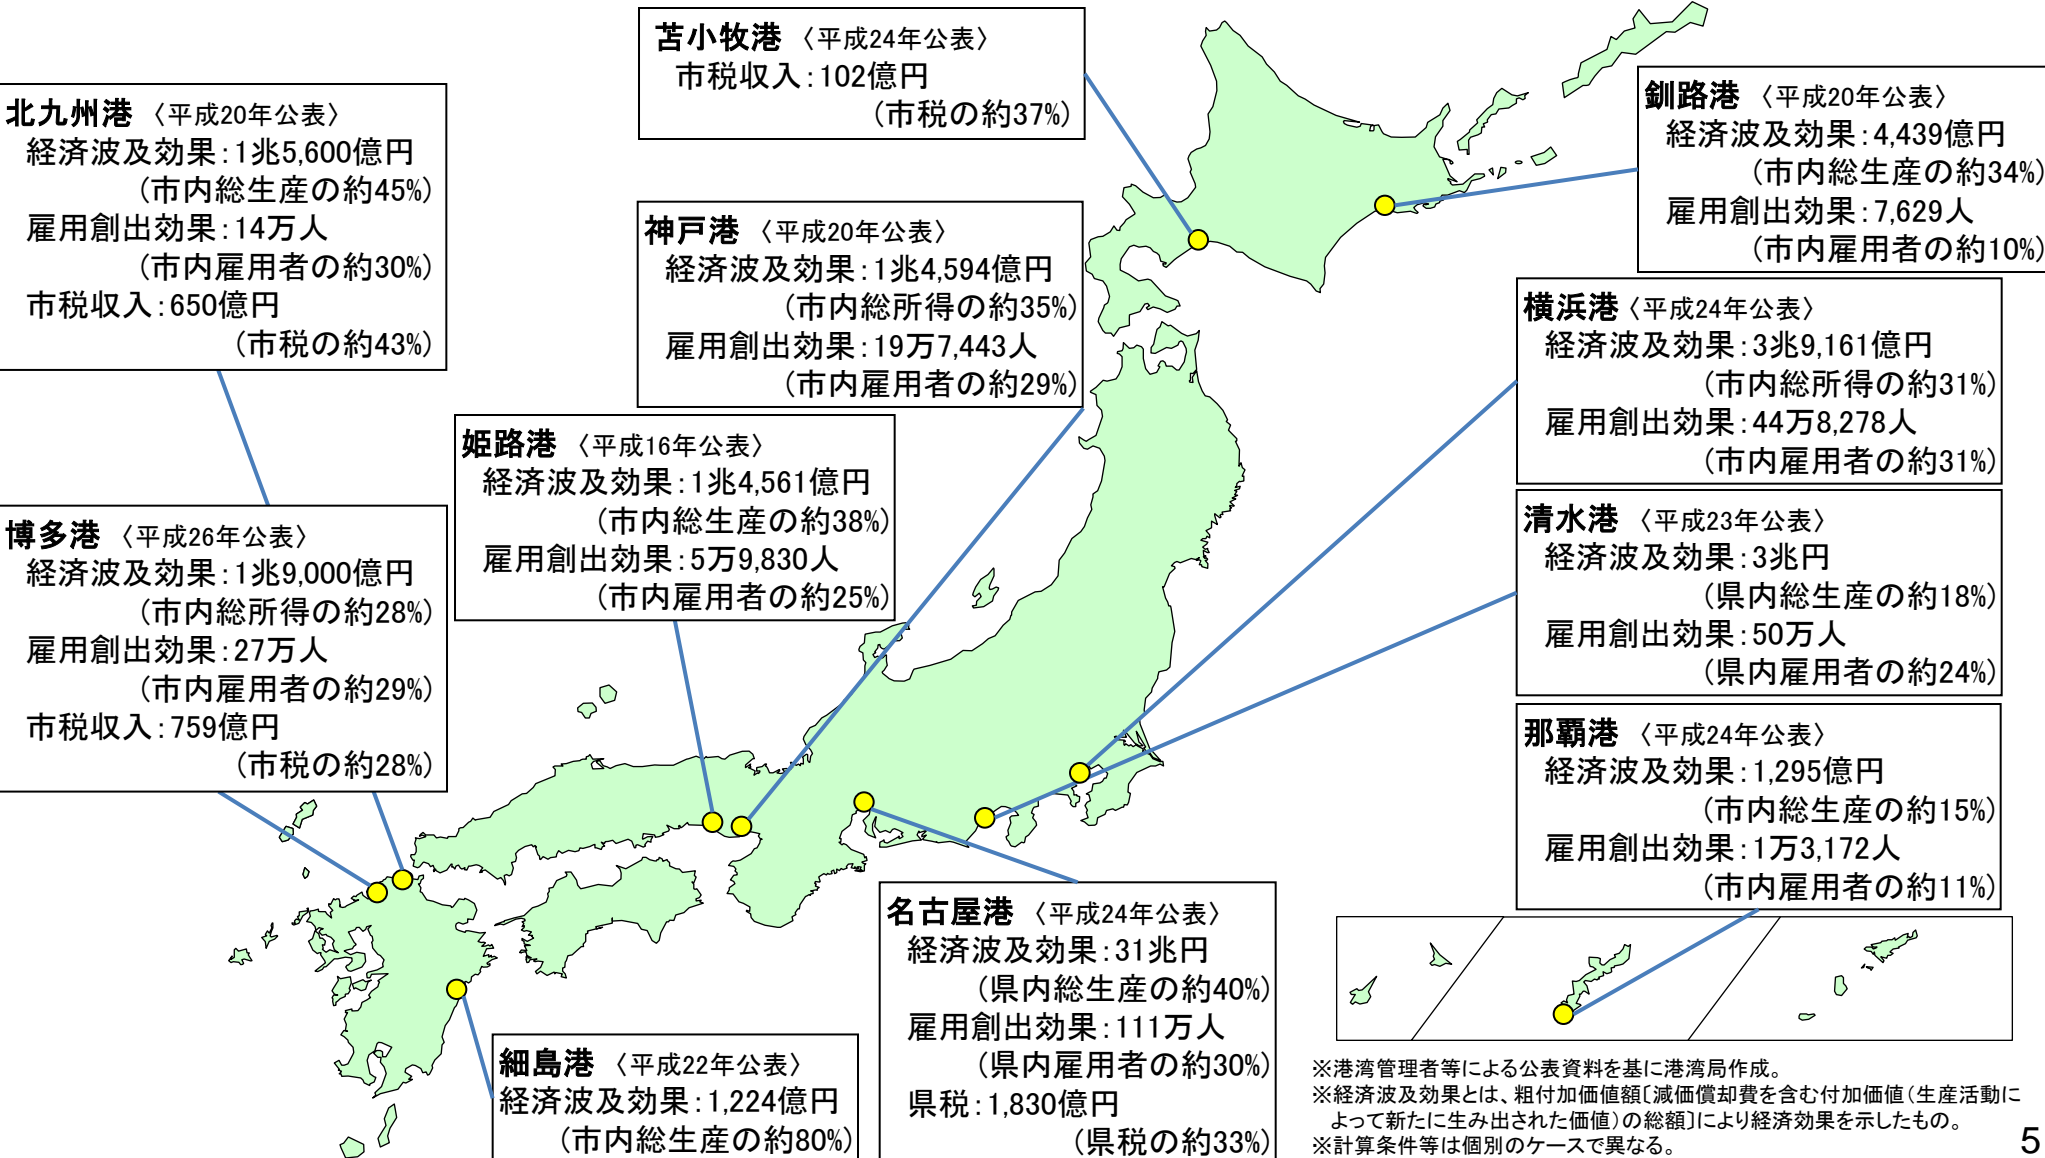 苫小牧港 〈平成24年公表〉
市税収入：102億円
(市税の約37%)
北九州港 〈平成20年公表〉
経済波及効果：1兆5,600億円
(市内総生産の約45%)
雇用創出効果：14万人
(市内雇用者の約30%)
市税収入：650億円
(市税の約43%)
釧路港 〈平成20年公表〉
経済波及効果：4,439億円
(市内総生産の約34%)
雇用創出効果：7,629人
(市内雇用者の約10%)
神戸港 〈平成20年公表〉
経済波及効果：1兆4,594億円
(市内総所得の約35%)
雇用創出効果：19万7,443人
(市内雇用者の約29%)
横浜港〈平成24年公表〉
経済波及効果：3兆9,161億円
(市内総所得の約31%)
雇用創出効果：44万8,278人
(市内雇用者の約31%)
姫路港 〈平成16年公表〉
経済波及効果：1兆4,561億円
(市内総生産の約38%)
雇用創出効果：5万9,830人
(市内雇用者の約25%)
清水港 〈平成23年公表〉
経済波及効果：3兆円
(県内総生産の約18%)
雇用創出効果：50万人
(県内雇用者の約24%)
博多港 〈平成26年公表〉
経済波及効果：1兆9,000億円
(市内総所得の約28%)
雇用創出効果：27万人
(市内雇用者の約29%)
市税収入：759億円
(市税の約28%)
那覇港 〈平成24年公表〉
経済波及効果：1,295億円
(市内総生産の約15%)
雇用創出効果：1万3,172人
(市内雇用者の約11%)
名古屋港 〈平成24年公表〉
経済波及効果：31兆円
(県内総生産の約40%)
雇用創出効果：111万人
(県内雇用者の約30%)
県税：1,830億円
(県税の約33%)
細島港 〈平成22年公表〉
経済波及効果：1,224億円
(市内総生産の約80%)
※港湾管理者等による公表資料を基に港湾局作成。
※経済波及効果とは、粗付加価値額〔減価償却費を含む付加価値(生産活動に
よって新たに生み出された価値)の総額〕により経済効果を示したもの。
※計算条件等は個別のケースで異なる。
5